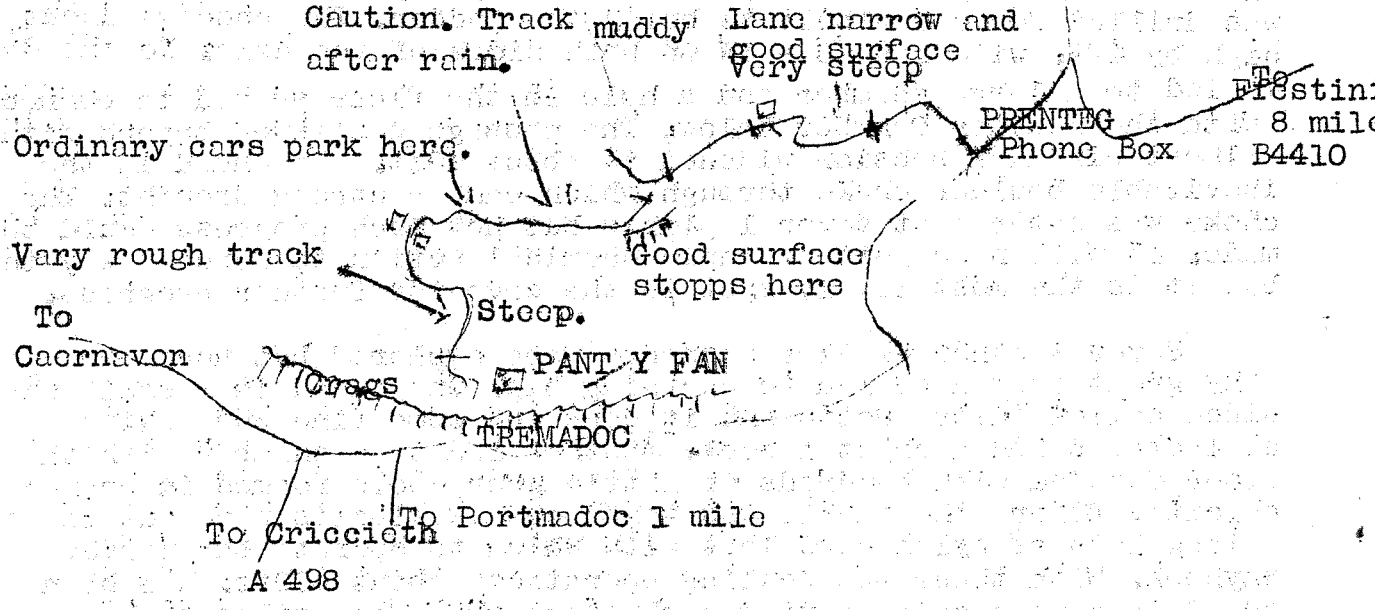 Caution. Track muddy
after rain.
Lane narrow and
good surface
Very steep
To
Ffestini
8 mile
B4410
PRENTEG
Phone Box
Ordinary cars park here.
Vary rough track
Good surface
stopps here
Steep.
To
Caernavon
PANT Y FAN
Crags
TREMADOC
To Criccieth
To Portmadoc 1 mile
A 498